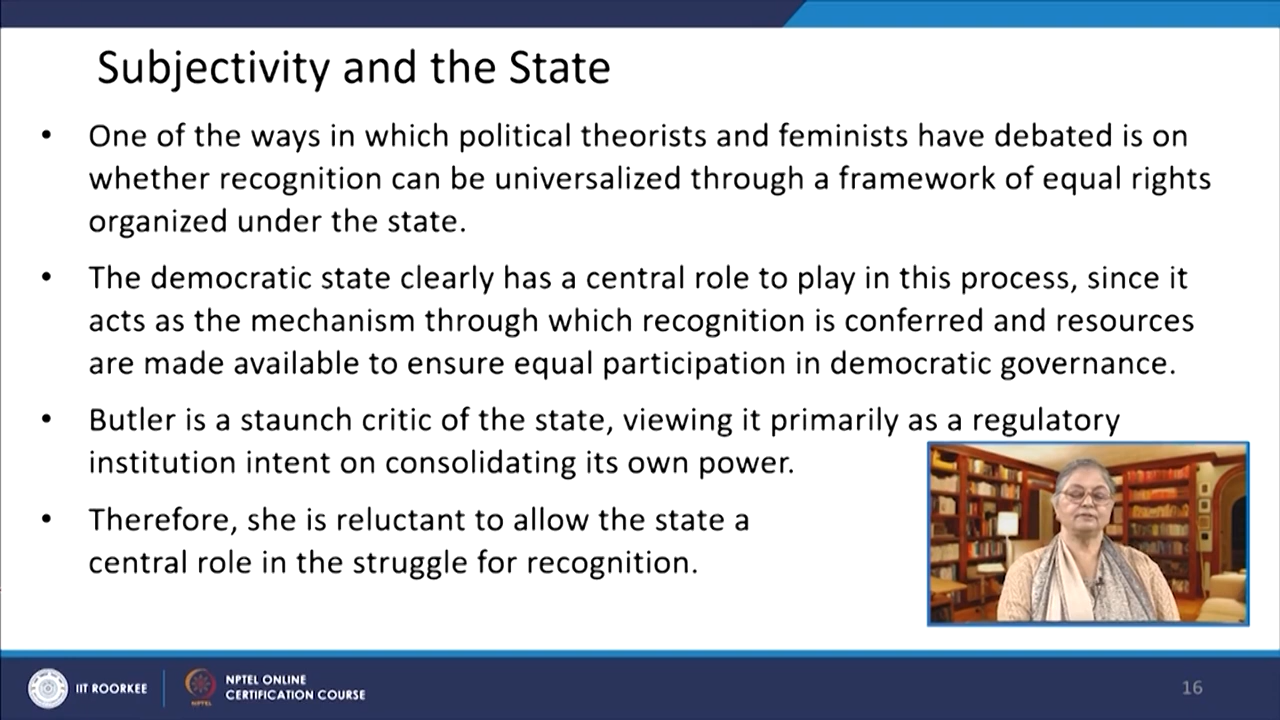 Subjectivity and the State
• One of the ways in which political theorists and feminists have debated is on
whether recognition can be universalized through a framework of equal rights
organized under the state.
• The democratic state clearly has a central role to play in this process, since it
acts as the mechanism through which recognition is conferred and resources
are made available to ensure equal participation in democratic governance.
• Butler is a staunch critic of the state, viewing it primarily as a regulatory
institution intent on consolidating its own power.
• Therefore, she is reluctant to allow the state a
central role in the struggle for recognition.
IIT ROORKEE
NPTEL
NPTEL ONLINE
CERTIFICATION COURSE
16